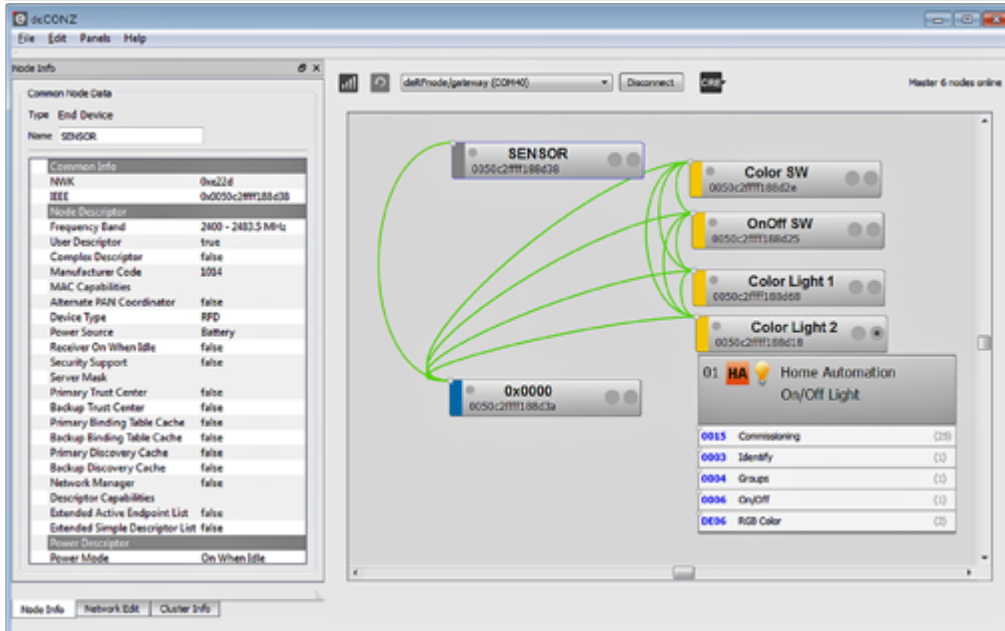 deCONZ
File Edit Panels Help
Node Info
Common Node Data
Type End Device
Name SENSOR
Common Info
NWK 0xe22d
IEEE 0x0050c2ffff188d38
Node Descriptor
Frequency Band 2400 - 2483.5 MHz
User Descriptor true
Complex Descriptor false
Manufacturer Code 1014
MAC Capabilities
Alternate PAN Coordinator false
Device Type RFD
Power Source Battery
Receiver On When Idle false
Security Support false
Server Mask
Primary Trust Center false
Backup Trust Center false
Primary Binding Table Cache false
Backup Binding Table Cache false
Primary Discovery Cache false
Backup Discovery Cache false
Network Manager false
Descriptor Capabilities
Extended Active Endpoint List false
Extended Simple Descriptor List false
Power Descriptor
Power Mode On When Idle
Node Info Network Edit Cluster Info
deRFnode/gateway (COM40) Disconnect Master 6 nodes online
SENSOR
0050c2ffff188d38
Color SW
0050c2ffff188d2e
OnOff SW
0050c2ffff188d25
Color Light 1
0050c2ffff188d68
Color Light 2
0050c2ffff188d18
0x0000
0050c2ffff188d3a
01 HA Home Automation
On/Off Light
0015 Commissioning (25)
0003 Identify (1)
0004 Groups (1)
0006 On/Off (1)
DE06 RGB Color (2)